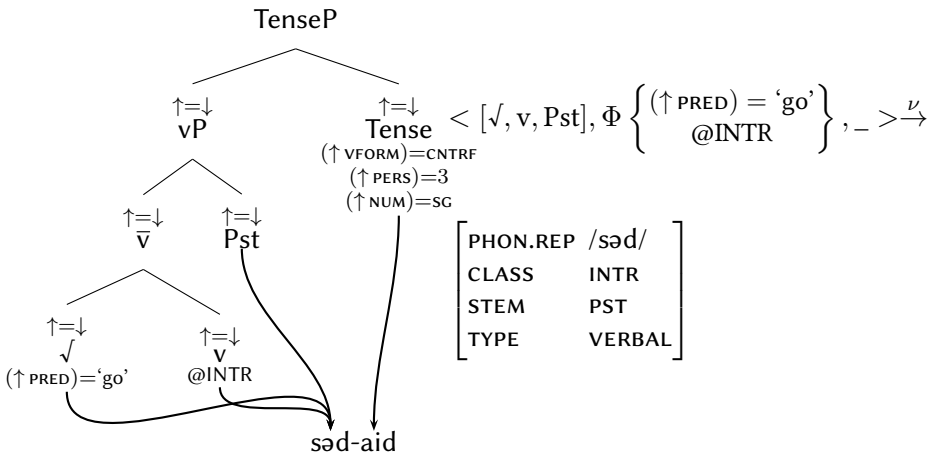 TenseP
↑=↓
vP
↑=↓
Tense
(↑ VFORM)=CNTRF
(↑ PERS)=3
(↑ NUM)=SG
< [√, v, Pst], Φ { (↑ PRED) = ‘go’ @INTR } , _ > →ν
↑=↓
v̅
↑=↓
Pst
PHON.REP /səd/
CLASS INTR
STEM PST
TYPE VERBAL
↑=↓
√
(↑ PRED)=‘go’
↑=↓
v
@INTR
səd-aid